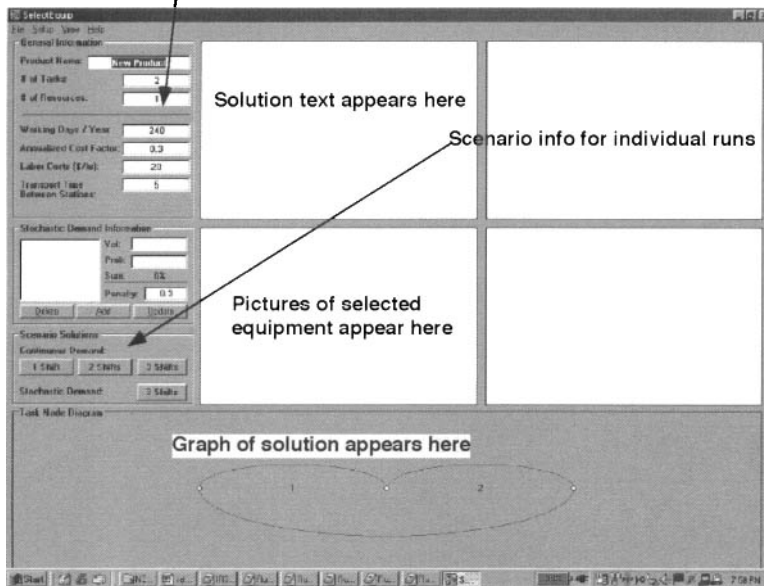 SelectEquip
File Setup View Help
General Information
Product Name: New Product
# of Tasks: 2
# of Resources: 1
Working Days / Year: 240
Annualized Cost Factor: 0.3
Labor Costs ($/hr): 20
Transport Time
Between Stations: 5
Solution text appears here
Scenario info for individual runs
Stochastic Demand Information
Vol:
Prob:
Sum: 0%
Penalty: 0.3
Delete Add Update
Pictures of selected
equipment appear here
Scenario Solutions
Continuous Demand:
1 Shift 2 Shifts 3 Shifts
Stochastic Demand: 3 Shifts
Task Node Diagram
Graph of solution appears here
1 2
Start 7:58 PM